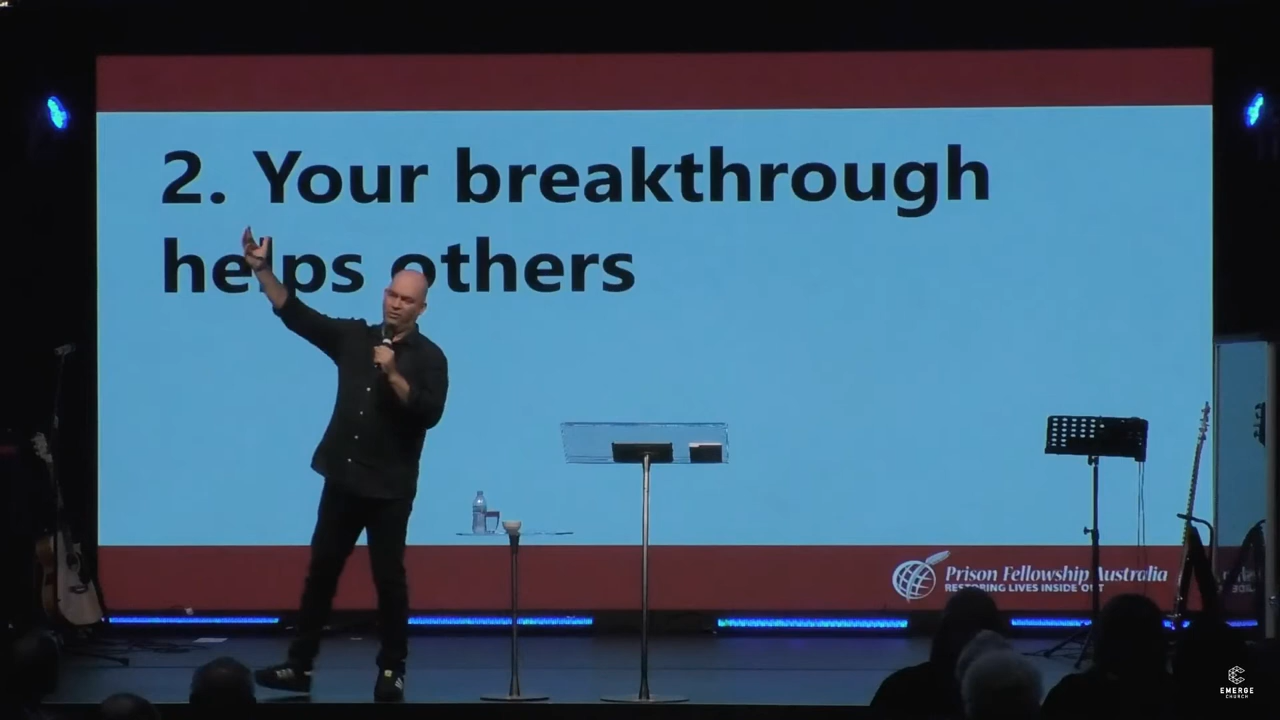 2. Your breakthrough
helps others
Prison Fellowship Australia
RESTORING LIVES INSIDE OUT
EMERGE
CHURCH